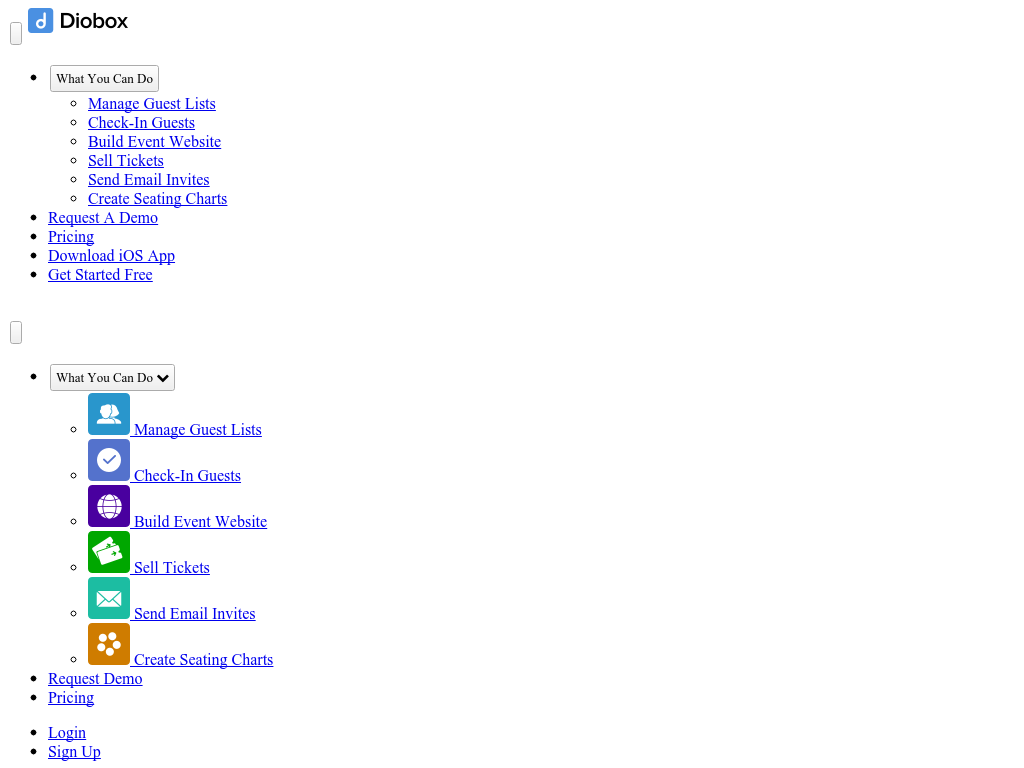 Diobox
What You Can Do
Manage Guest Lists
Check-In Guests
Build Event Website
Sell Tickets
Send Email Invites
Create Seating Charts
Request A Demo
Pricing
Download iOS App
Get Started Free
What You Can Do
Manage Guest Lists
Check-In Guests
Build Event Website
Sell Tickets
Send Email Invites
Create Seating Charts
Request Demo
Pricing
Login
Sign Up